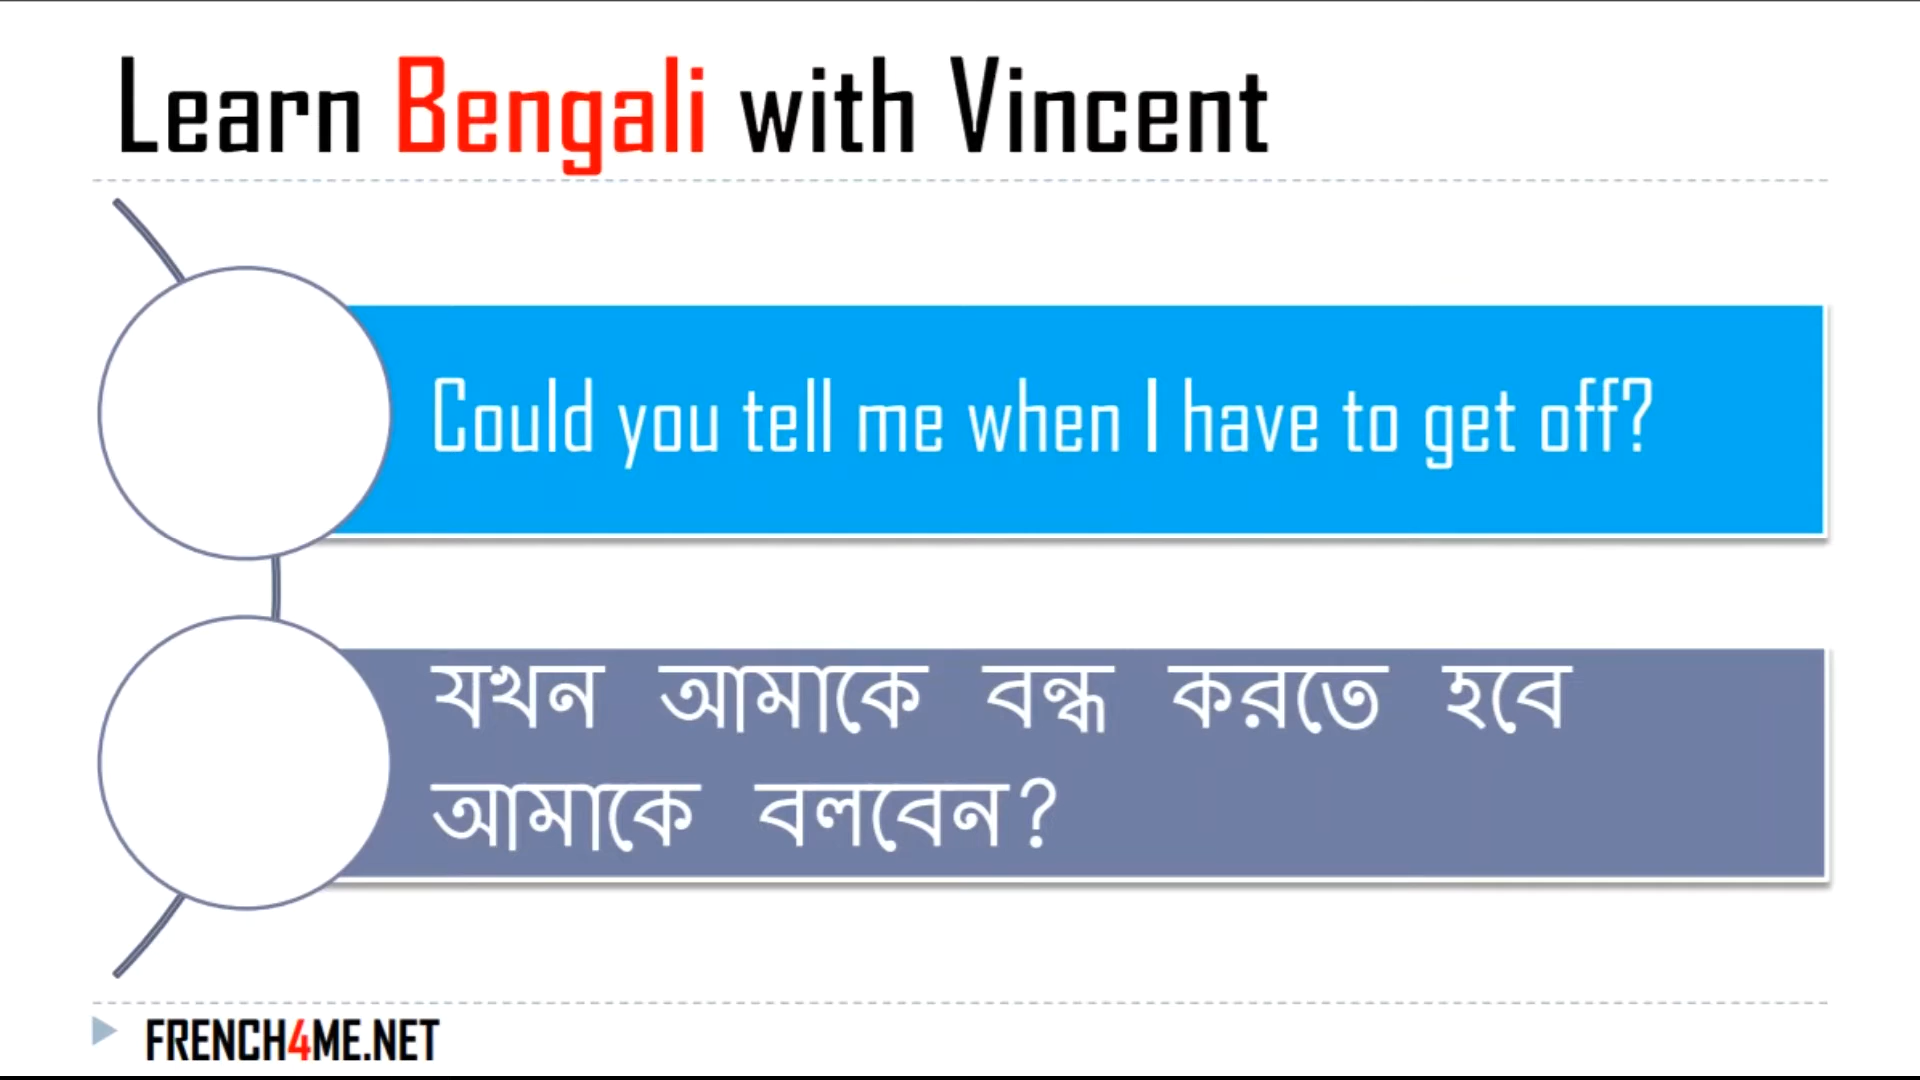 Learn Bengali with Vincent
Could you tell me when I have to get off?
যখন আমাকে বন্ধ করতে হবে
আমাকে বলবেন?
FRENCH4ME.NET